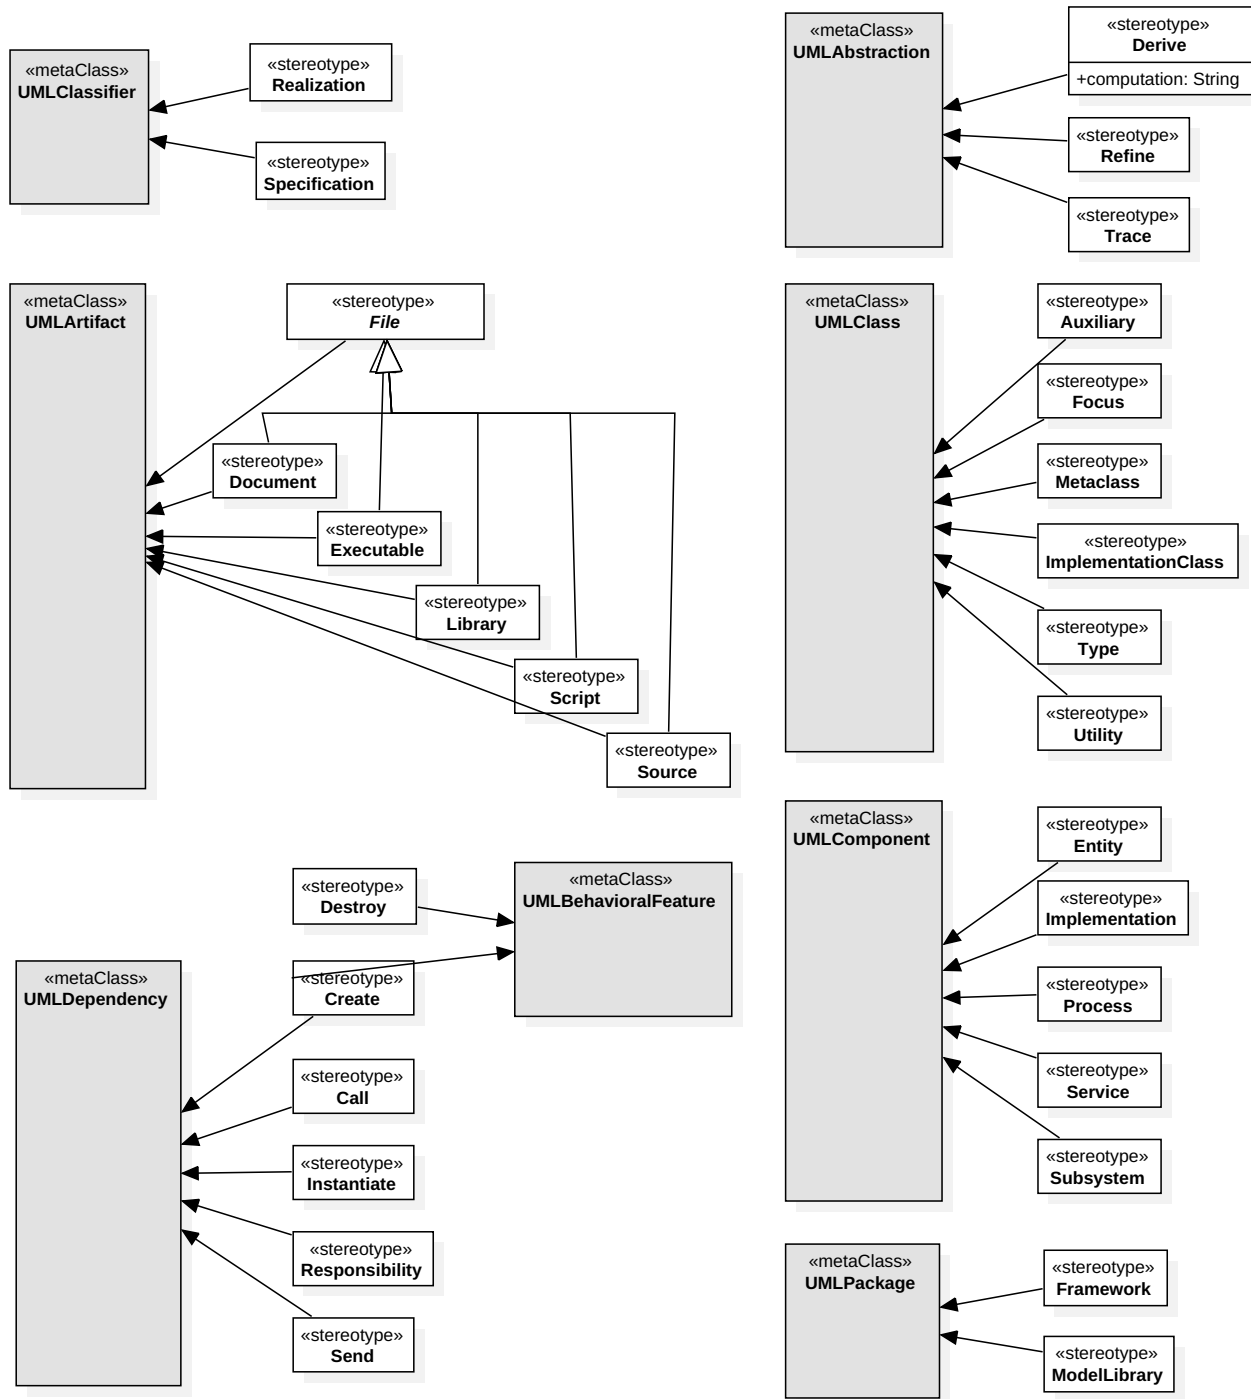 «metaClass»
UMLClassifier
«stereotype»
Realization
«stereotype»
Specification
«metaClass»
UMLAbstraction
«stereotype»
Derive
+computation: String
«stereotype»
Refine
«stereotype»
Trace
«metaClass»
UMLArtifact
«stereotype»
File
«stereotype»
Document
«stereotype»
Executable
«stereotype»
Library
«stereotype»
Script
«stereotype»
Source
«metaClass»
UMLClass
«stereotype»
Auxiliary
«stereotype»
Focus
«stereotype»
Metaclass
«stereotype»
ImplementationClass
«stereotype»
Type
«stereotype»
Utility
«metaClass»
UMLDependency
«stereotype»
Destroy
«stereotype»
Create
«stereotype»
Call
«stereotype»
Instantiate
«stereotype»
Responsibility
«stereotype»
Send
«metaClass»
UMLBehavioralFeature
«metaClass»
UMLComponent
«stereotype»
Entity
«stereotype»
Implementation
«stereotype»
Process
«stereotype»
Service
«stereotype»
Subsystem
«metaClass»
UMLPackage
«stereotype»
Framework
«stereotype»
ModelLibrary